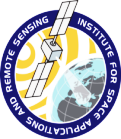 INSTITUTE FOR SPACE APPLICATIONS AND REMOTE SENSING